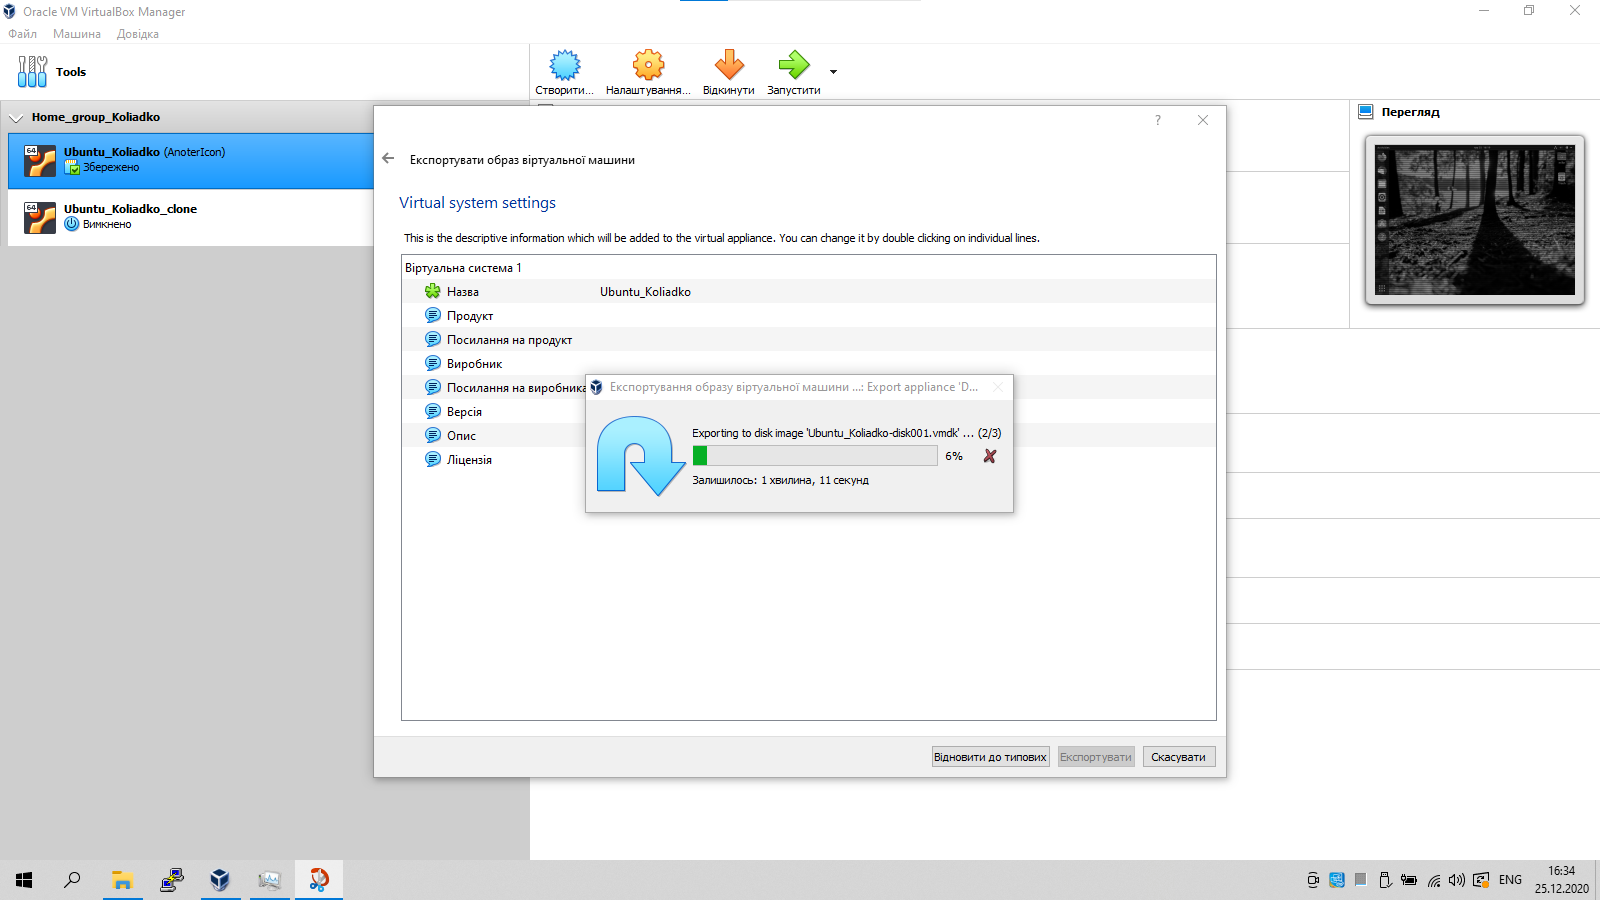 Oracle VM VirtualBox Manager
Файл Машина Довідка
Tools
Створити... Налаштування... Відкинути Запустити
Home_group_Koliadko
64
Ubuntu_Koliadko (AnoterIcon)
Збережено
64
Ubuntu_Koliadko_clone
Вимкнено
Перегляд
?
Експортувати образ віртуальної машини
Virtual system settings
This is the descriptive information which will be added to the virtual appliance. You can change it by double clicking on individual lines.
Віртуальна система 1
Назва Ubuntu_Koliadko
Продукт
Посилання на продукт
Виробник
Посилання на виробника
Версія
Опис
Ліцензія
Експортування образу віртуальної машини ...: Export appliance 'D...
Exporting to disk image 'Ubuntu_Koliadko-disk001.vmdk' ... (2/3)
6%
Залишилось: 1 хвилина, 11 секунд
Відновити до типових Експортувати Скасувати
ENG
16:34
25.12.2020